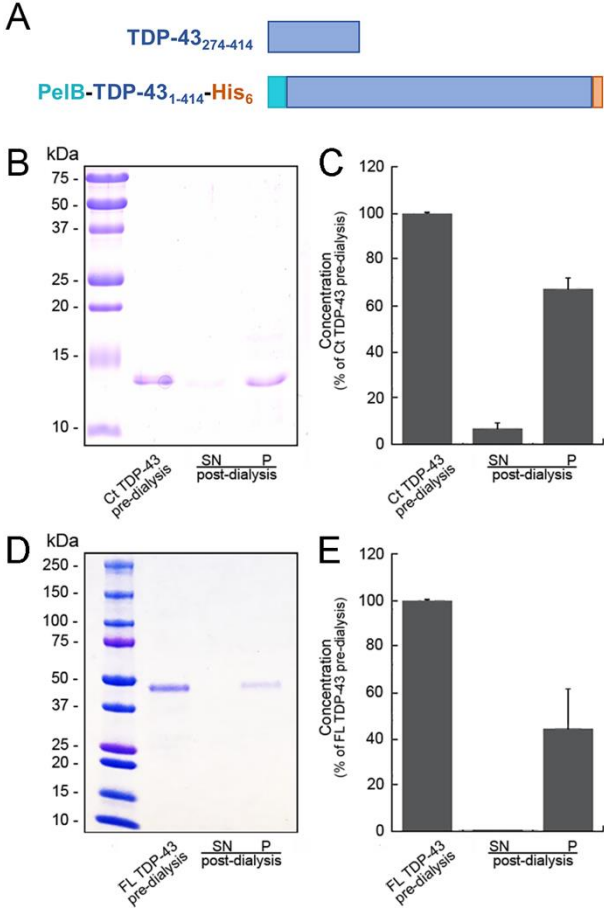 A
TDP-43274-414
PelB-TDP-431-414-His6
B
kDa
75 -
50 -
37 -
25 -
20 -
15 -
10 -
Ct TDP-43
pre-dialysis
SN P
post-dialysis
C
Concentration
(% of Ct TDP-43 pre-dialysis)
120
100
80
60
40
20
0
Ct TDP-43
pre-dialysis
SN P
post-dialysis
D
kDa
250 -
150 -
100 -
75 -
50 -
37 -
25 -
20 -
15 -
10 -
FL TDP-43
pre-dialysis
SN P
post-dialysis
E
Concentration
(% of FL TDP-43 pre-dialysis)
120
100
80
60
40
20
0
FL TDP-43
pre-dialysis
SN P
post-dialysis